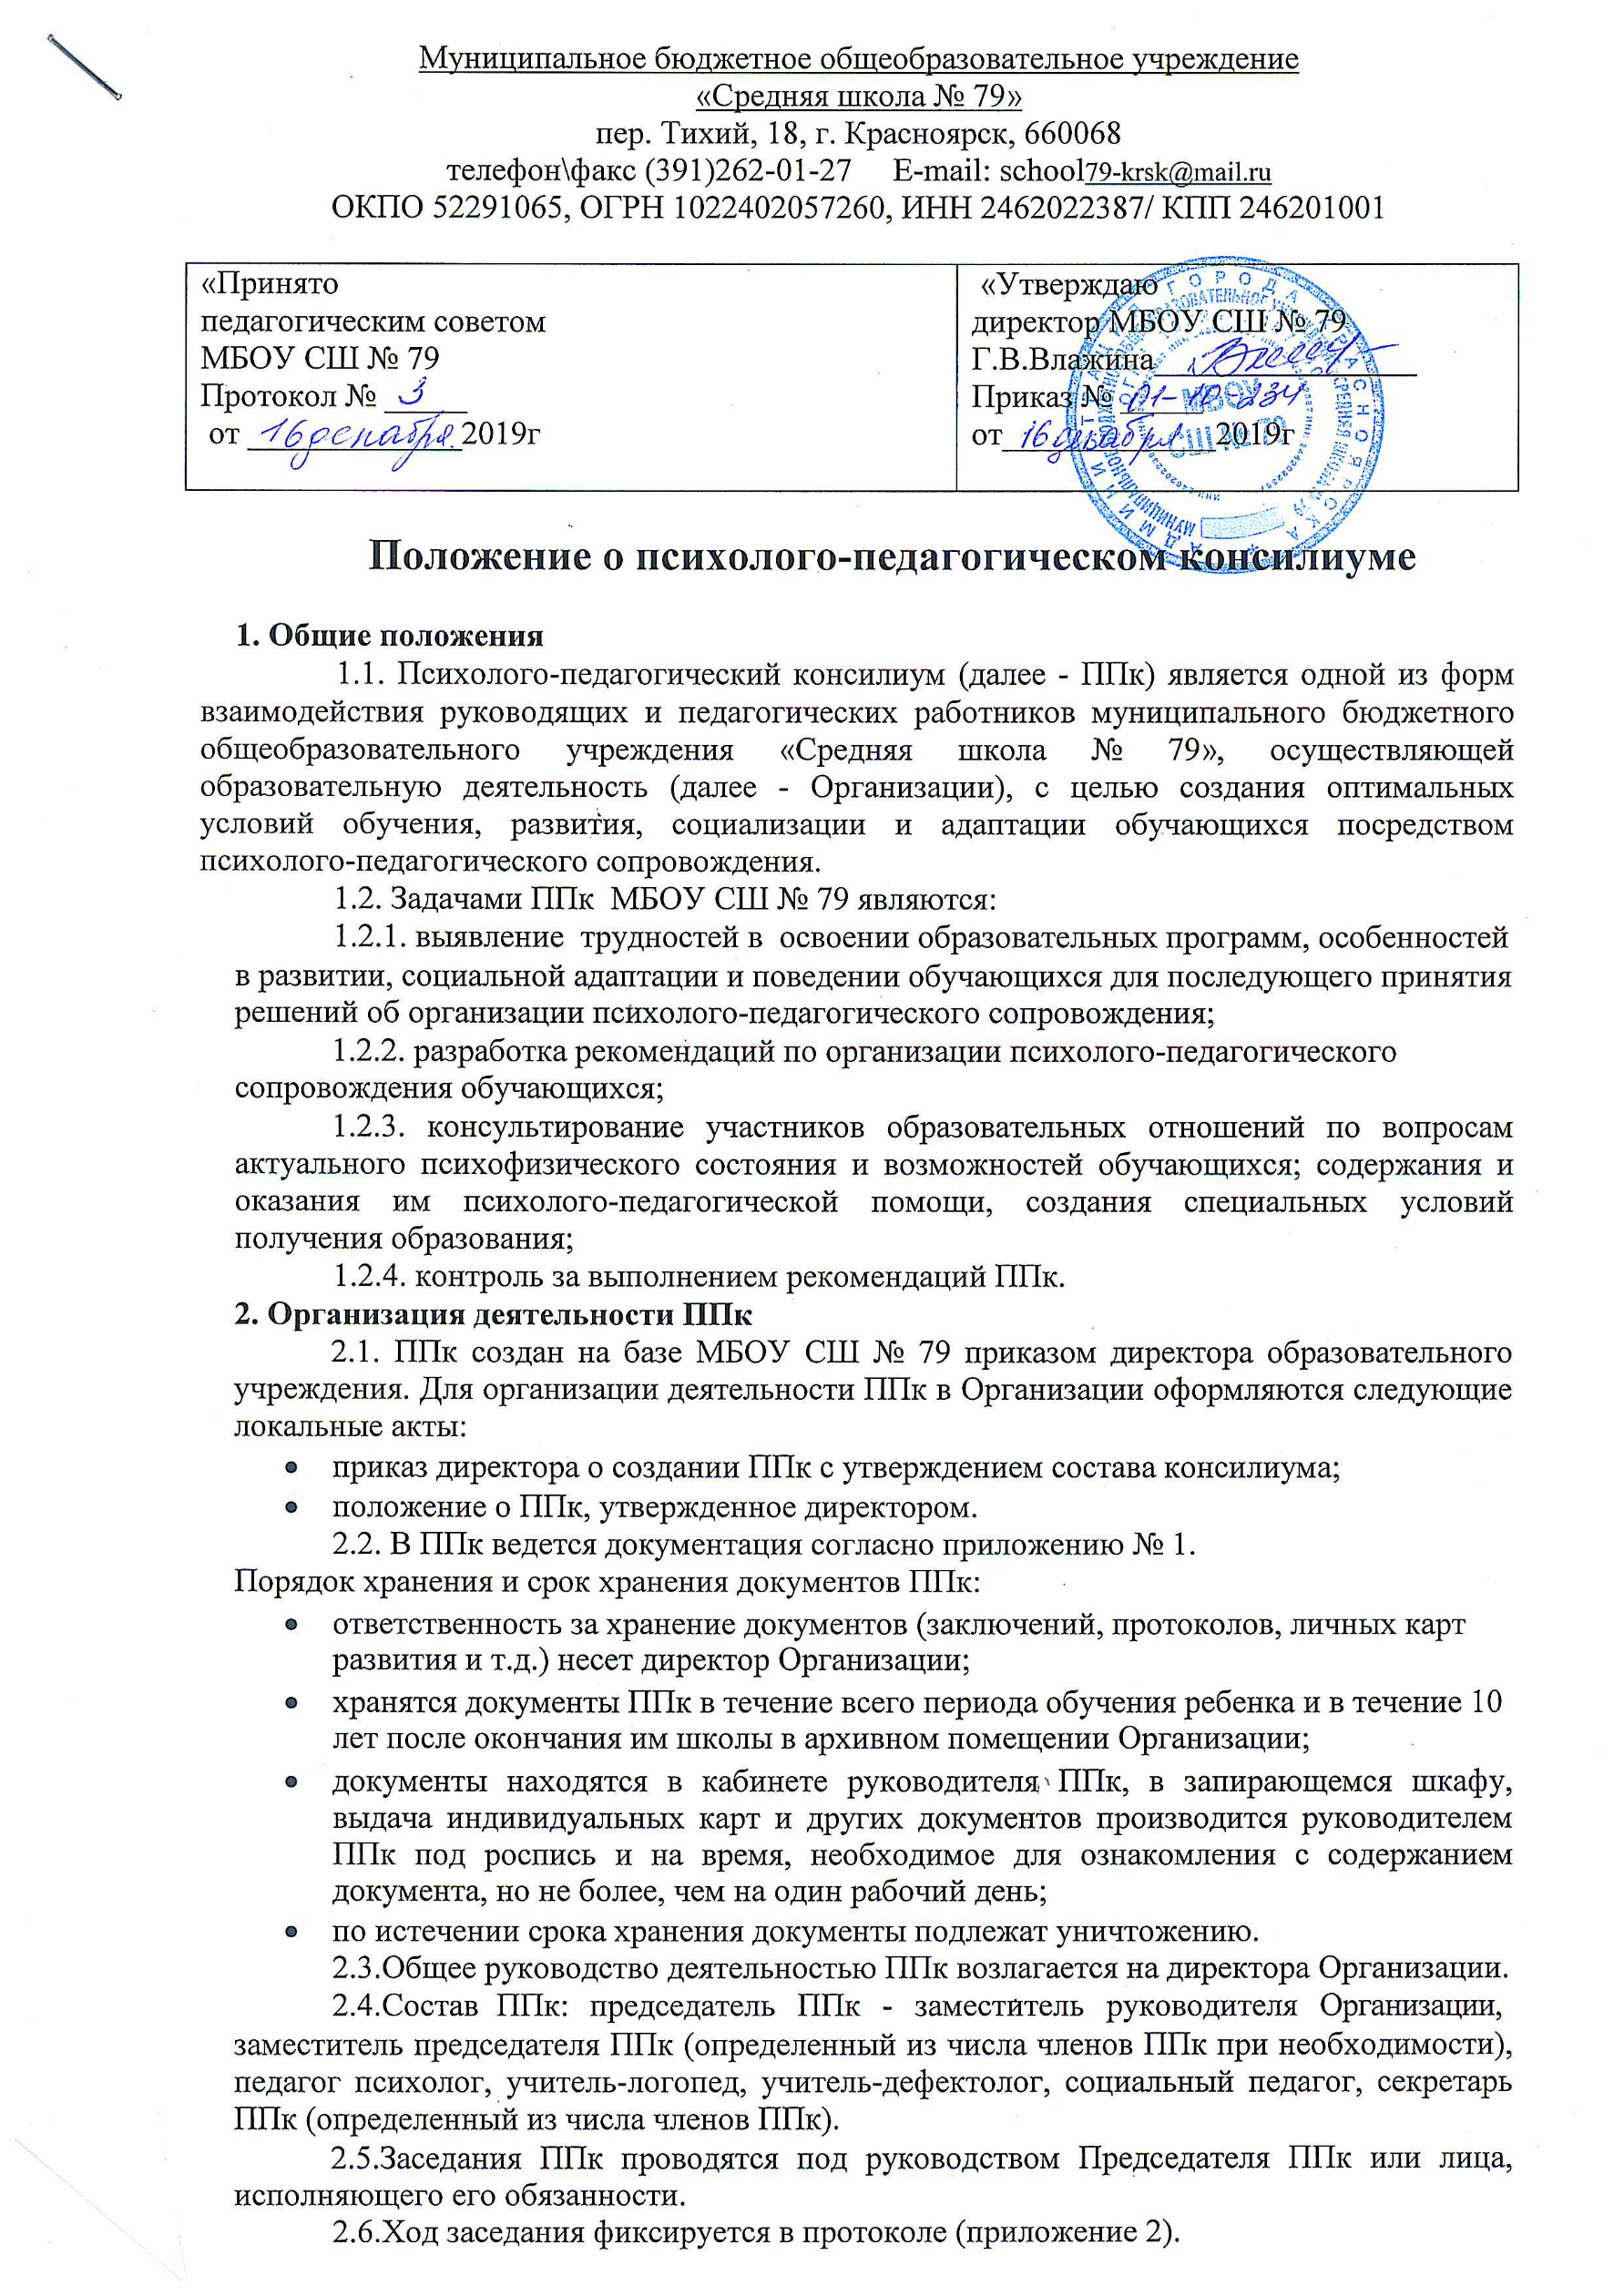 Муниципальное бюджетное общеобразовательное учреждение
«Средняя школа № 79»
пер. Тихий, 18, г. Красноярск, 660068
телефон\факс (391)262-01-27 E-mail: school79-krsk@mail.ru
ОКПО 52291065, ОГРН 1022402057260, ИНН 2462022387/ КПП 246201001
«Принято
педагогическим советом
МБОУ СШ № 79
Протокол № 3
от 16 декабря 2019г
«Утверждаю
директор МБОУ СШ № 79
Г.В.Влажина
Приказ № 01-10-234
от 16 декабря 2019г
МБОУ
СШ № 79
Положение о психолого-педагогическом консилиуме
1. Общие положения
1.1. Психолого-педагогический консилиум (далее - ППк) является одной из форм
взаимодействия руководящих и педагогических работников муниципального бюджетного
общеобразовательного учреждения «Средняя школа № 79», осуществляющей
образовательную деятельность (далее - Организации), с целью создания оптимальных
условий обучения, развития, социализации и адаптации обучающихся посредством
психолого-педагогического сопровождения.
1.2. Задачами ППк МБОУ СШ № 79 являются:
1.2.1. выявление трудностей в освоении образовательных программ, особенностей
в развитии, социальной адаптации и поведении обучающихся для последующего принятия
решений об организации психолого-педагогического сопровождения;
1.2.2. разработка рекомендаций по организации психолого-педагогического
сопровождения обучающихся;
1.2.3. консультирование участников образовательных отношений по вопросам
актуального психофизического состояния и возможностей обучающихся; содержания и
оказания им психолого-педагогической помощи, создания специальных условий
получения образования;
1.2.4. контроль за выполнением рекомендаций ППк.
2. Организация деятельности ППк
2.1. ППк создан на базе МБОУ СШ № 79 приказом директора образовательного
учреждения. Для организации деятельности ППк в Организации оформляются следующие
локальные акты:
• приказ директора о создании ППк с утверждением состава консилиума;
• положение о ППк, утвержденное директором.
2.2. В ППк ведется документация согласно приложению № 1.
Порядок хранения и срок хранения документов ППк:
• ответственность за хранение документов (заключений, протоколов, личных карт
развития и т.д.) несет директор Организации;
• хранятся документы ППк в течение всего периода обучения ребенка и в течение 10
лет после окончания им школы в архивном помещении Организации;
• документы находятся в кабинете руководителя ППк, в запирающемся шкафу,
выдача индивидуальных карт и других документов производится руководителем
ППк под роспись и на время, необходимое для ознакомления с содержанием
документа, но не более, чем на один рабочий день;
• по истечении срока хранения документы подлежат уничтожению.
2.3.Общее руководство деятельностью ППк возлагается на директора Организации.
2.4.Состав ППк: председатель ППк - заместитель руководителя Организации,
заместитель председателя ППк (определенный из числа членов ППк при необходимости),
педагог психолог, учитель-логопед, учитель-дефектолог, социальный педагог, секретарь
ППк (определенный из числа членов ППк).
2.5.Заседания ППк проводятся под руководством Председателя ППк или лица,
исполняющего его обязанности.
2.6.Ход заседания фиксируется в протоколе (приложение 2).